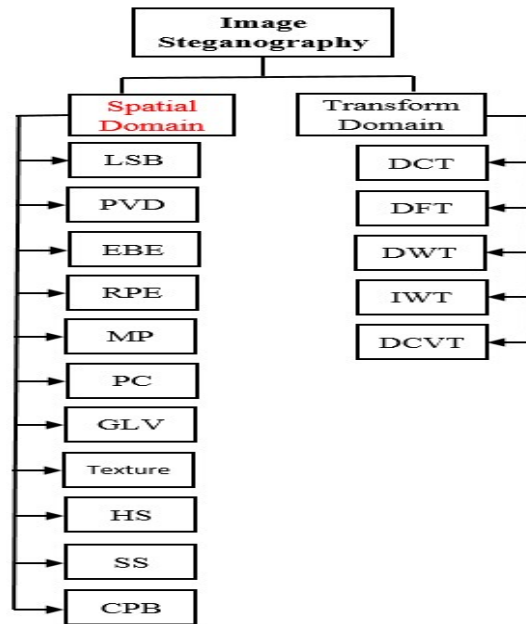 Image
Steganography
Spatial
Domain
LSB
PVD
EBE
RPE
MP
PC
GLV
Texture
HS
SS
CPB
Transform
Domain
DCT
DFT
DWT
IWT
DCVT